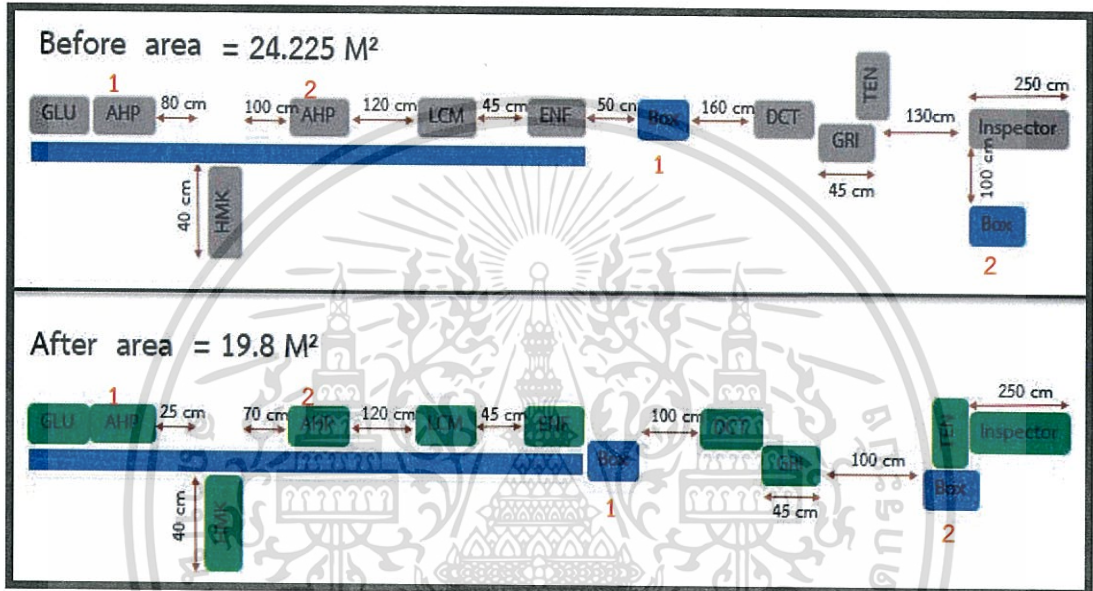 Before area = 24.225 M²
1
2
GLU
AHP
80 cm
100 cm
AHP
120 cm
LCM
45 cm
ENF
50 cm
Box
160 cm
DCT
TEN
GRI
130cm
250 cm
Inspector
1
45 cm
100 cm
Box
2
40 cm
HMK
After area = 19.8 M²
1
2
GLU
AHP
25 cm
70 cm
AHP
120 cm
LCM
45 cm
ENF
Box
100 cm
DCT
GRI
100 cm
TEN
250 cm
Inspector
Box
1
45 cm
2
40 cm
HMK